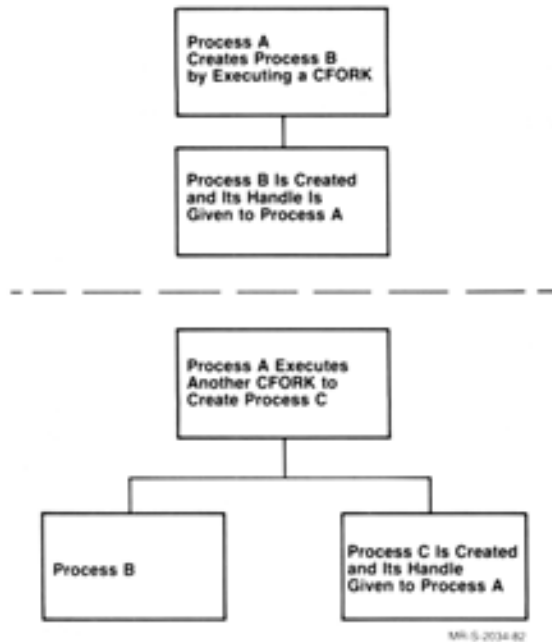 Process A
Creates Process B
by Executing a CFORK
Process B Is Created
and Its Handle Is
Given to Process A
Process A Executes
Another CFORK to
Create Process C
Process B
Process C Is Created
and Its Handle
Given to Process A
MR-S-2034-82